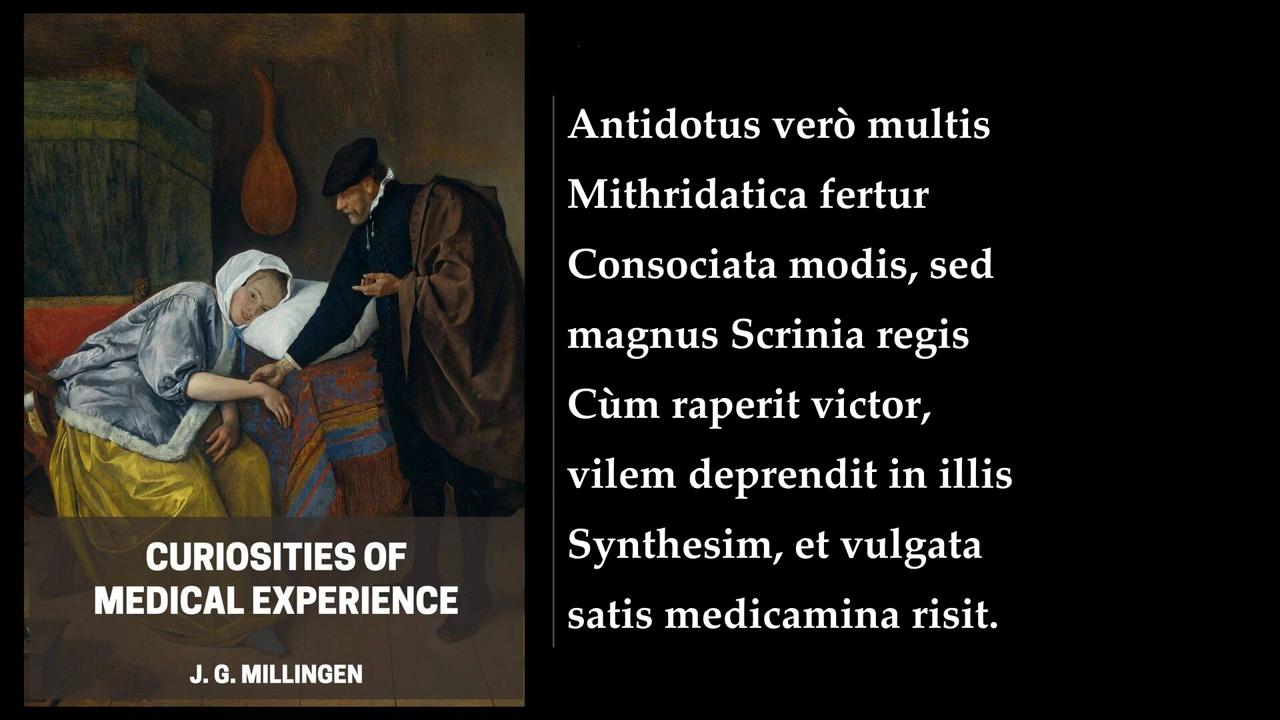 CURIOSITIES OF
MEDICAL EXPERIENCE
J. G. MILLINGEN
Antidotus verò multis
Mithridatica fertur
Consociata modis, sed
magnus Scrinia regis
Cùm raperit victor,
vilem deprendit in illis
Synthesim, et vulgata
satis medicamina risit.